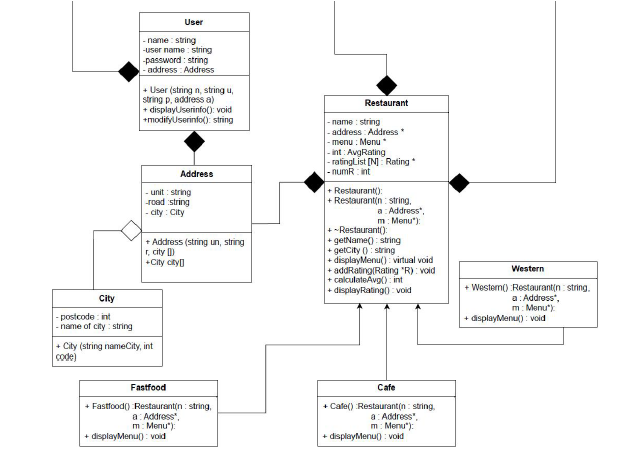 User
- name : string
-user name : string
-password : string
- address : Address
+ User (string n, string u,
string p, address a)
+ displayUserinfo(): void
+modifyUserinfo(): string
Restaurant
- name : string
- address : Address *
- menu : Menu *
- int : AvgRating
- ratingList [N] : Rating *
- numR : int
+ Restaurant():
+ Restaurant(n : string,
a : Address*,
m : Menu*):
+ ~Restaurant():
+ getName() : string
+ getCity () : string
+ displayMenu() : virtual void
+ addRating(Rating *R) : void
+ calculateAvg() : int
+ displayRating() : void
Address
- unit : string
-road :string
- city : City
+ Address (string un, string
r, city [])
+City city[]
Western
+ Western() :Restaurant(n : string,
a : Address*,
m : Menu*):
+ displayMenu() : void
City
- postcode : int
- name of city : string
+ City (string nameCity, int
code)
Fastfood
+ Fastfood() :Restaurant(n : string,
a : Address*,
m : Menu*):
+ displayMenu() : void
Cafe
+ Cafe() :Restaurant(n : string,
a : Address*,
m : Menu*):
+ displayMenu() : void